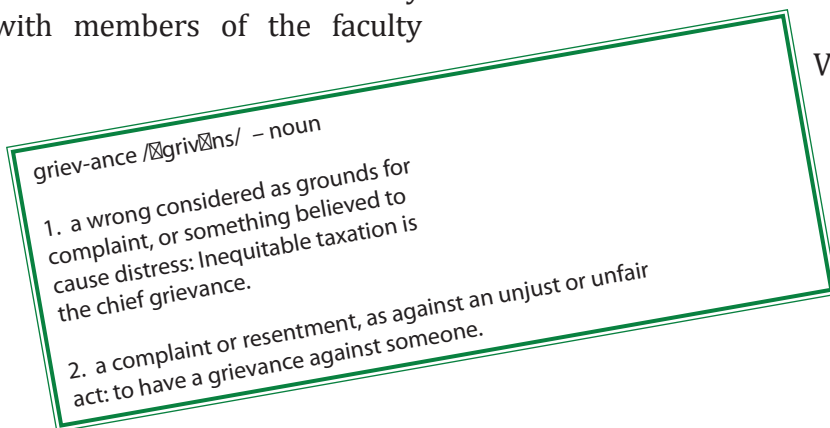 with members of the faculty
V
griev-ance /☒griv☒ns/ – noun
1. a wrong considered as grounds for
complaint, or something believed to
cause distress: Inequitable taxation is
the chief grievance.
2. a complaint or resentment, as against an unjust or unfair
act: to have a grievance against someone.